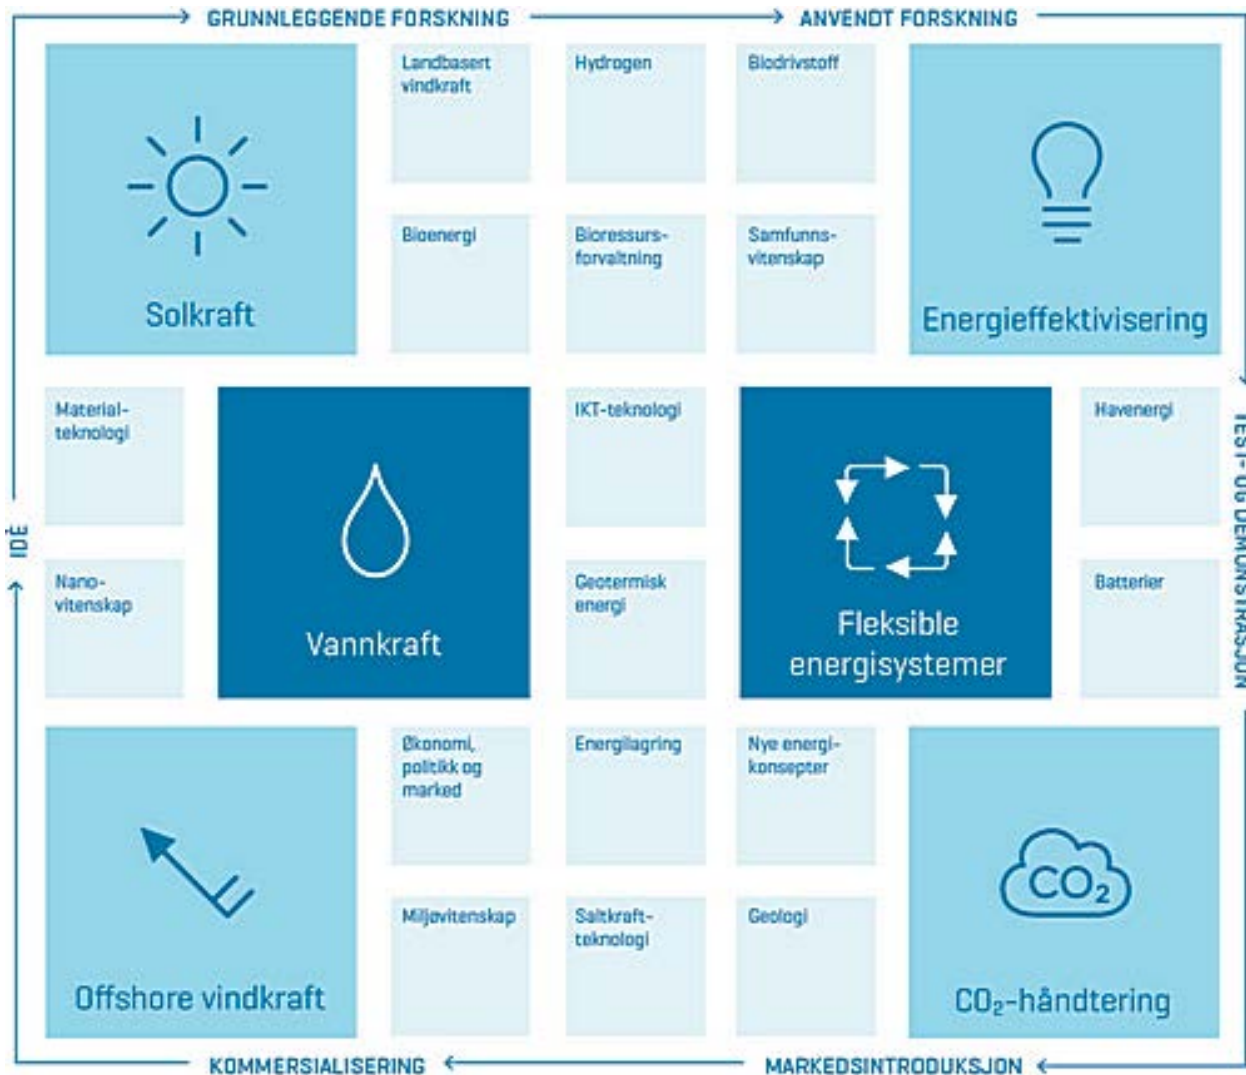 GRUNNLEGGENDE FORSKNING
ANVENDT FORSKNING
Solkraft
Landbasert
vindkraft
Hydrogen
Biodrivstoff
Bioenergi
Bioressurs-
forvaltning
Samfunns-
vitenskap
Energieffektivisering
Material-
teknologi
Nano-
vitenskap
Vannkraft
IKT-teknologi
Geotermisk
energi
Fleksible
energisystemer
Havenergi
Batterier
TEST- OG DEMONSTRASJON
IDÈ
Offshore vindkraft
Økonomi,
politikk og
marked
Energilagring
Nye energi-
konsepter
Miljøvitenskap
Saltkraft-
teknologi
Geologi
CO₂
CO₂-håndtering
KOMMERSIALISERING
MARKEDSINTRODUKSJON